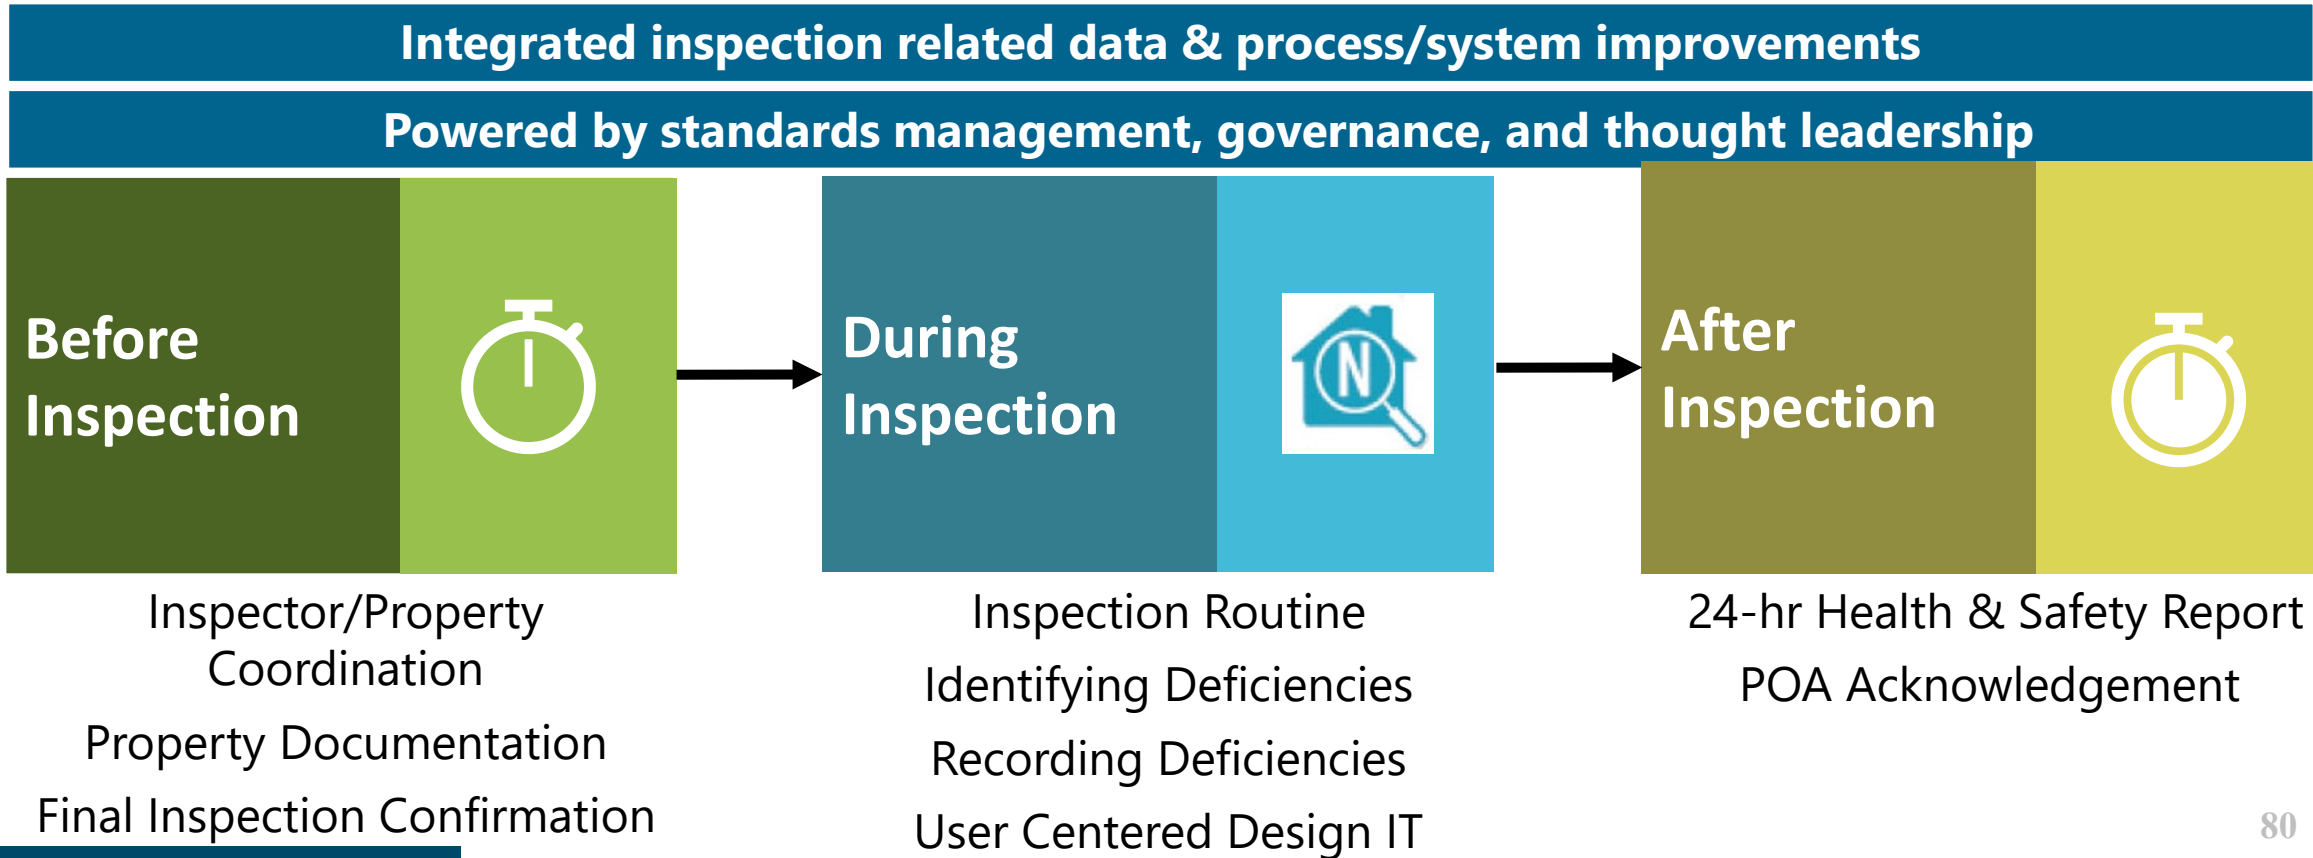 Integrated inspection related data & process/system improvements
Powered by standards management, governance, and thought leadership
Before
Inspection
During
Inspection
N
After
Inspection
Inspector/Property
Coordination
Property Documentation
Final Inspection Confirmation
Inspection Routine
Identifying Deficiencies
Recording Deficiencies
User Centered Design IT
24-hr Health & Safety Report
POA Acknowledgement
80